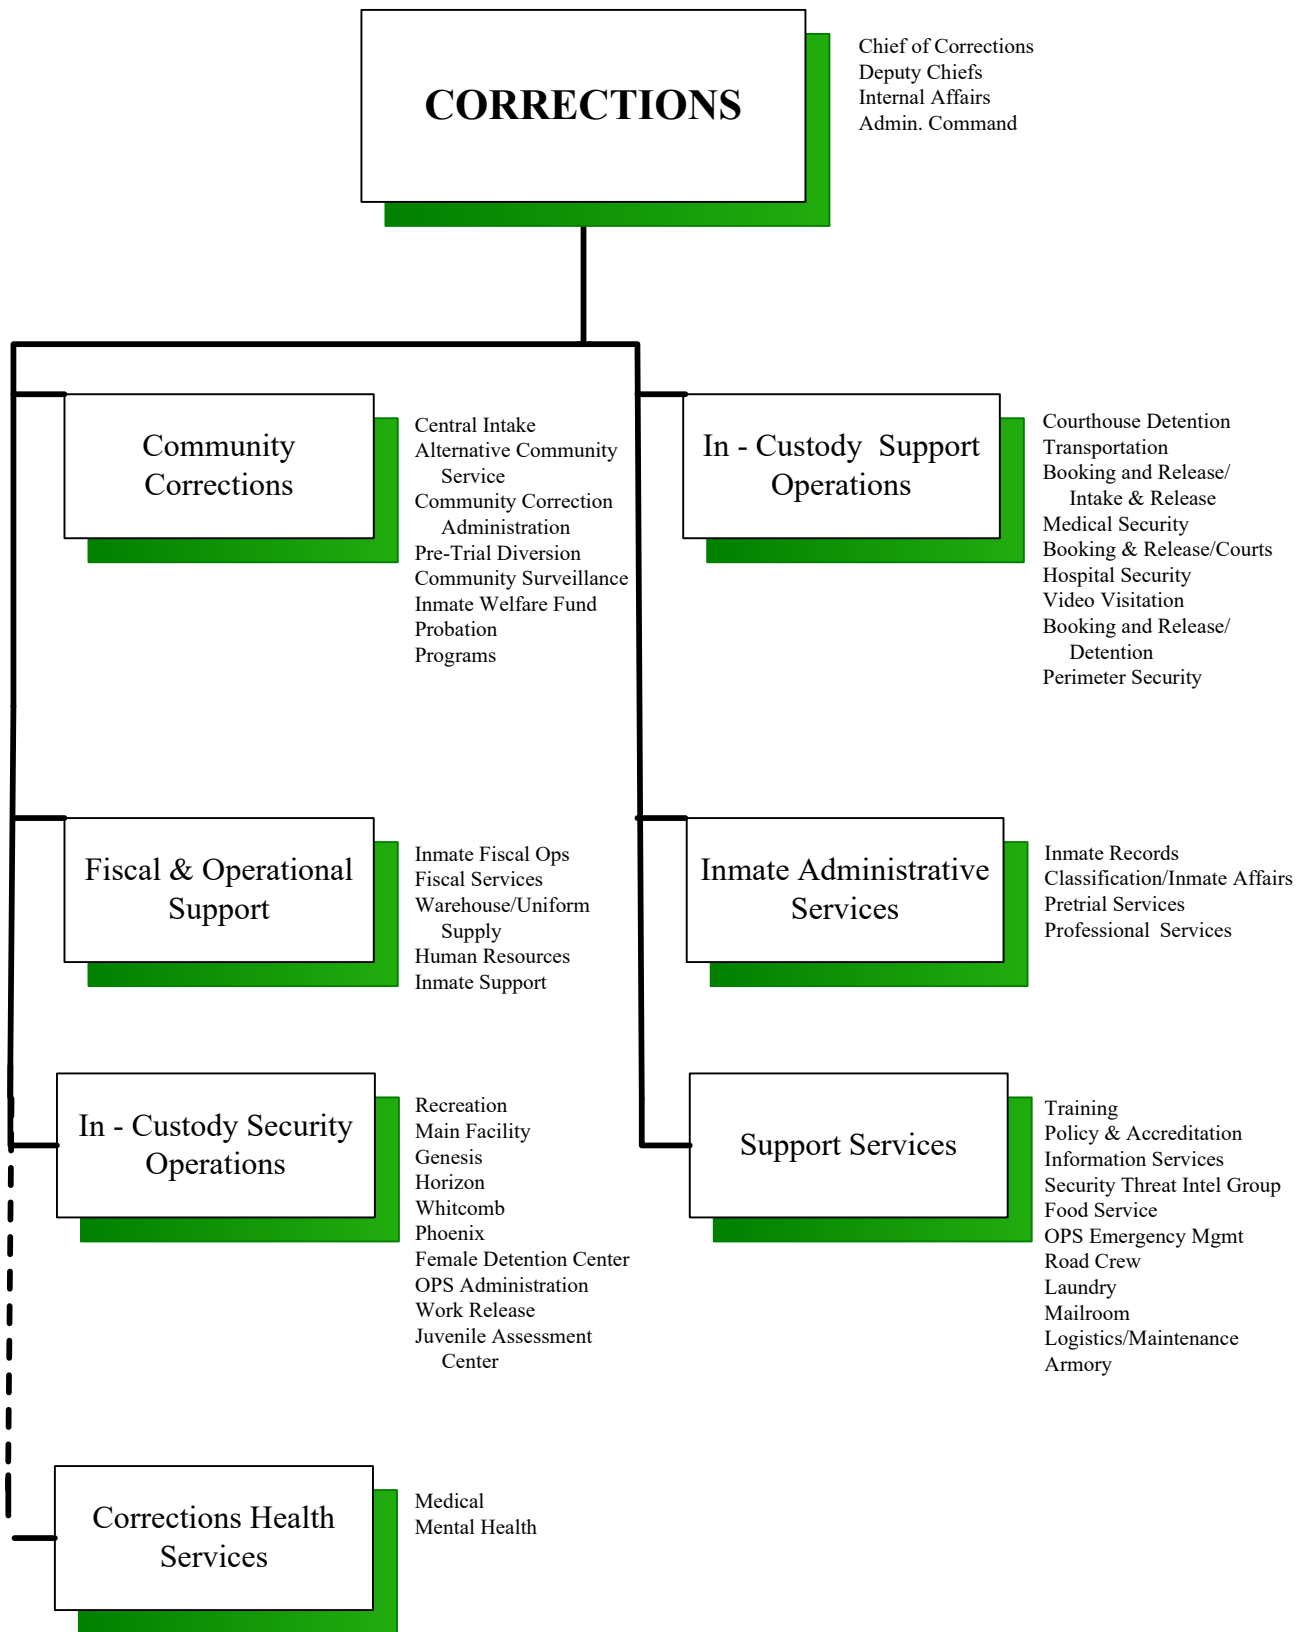 CORRECTIONS
Chief of Corrections
Deputy Chiefs
Internal Affairs
Admin. Command
Community
Corrections
Central Intake
Alternative Community
Service
Community Correction
Administration
Pre-Trial Diversion
Community Surveillance
Inmate Welfare Fund
Probation
Programs
In - Custody  Support
Operations
Courthouse Detention
Transportation
Booking and Release/
Intake & Release
Medical Security
Booking & Release/Courts
Hospital Security
Video Visitation
Booking and Release/
Detention
Perimeter Security
Fiscal & Operational
Support
Inmate Fiscal Ops
Fiscal Services
Warehouse/Uniform
Supply
Human Resources
Inmate Support
Inmate Administrative
Services
Inmate Records
Classification/Inmate Affairs
Pretrial Services
Professional  Services
In - Custody Security
Operations
Recreation
Main Facility
Genesis
Horizon
Whitcomb
Phoenix
Female Detention Center
OPS Administration
Work Release
Juvenile Assessment
Center
Support Services
Training
Policy & Accreditation
Information Services
Security Threat Intel Group
Food Service
OPS Emergency Mgmt
Road Crew
Laundry
Mailroom
Logistics/Maintenance
Armory
Corrections Health
Services
Medical
Mental Health